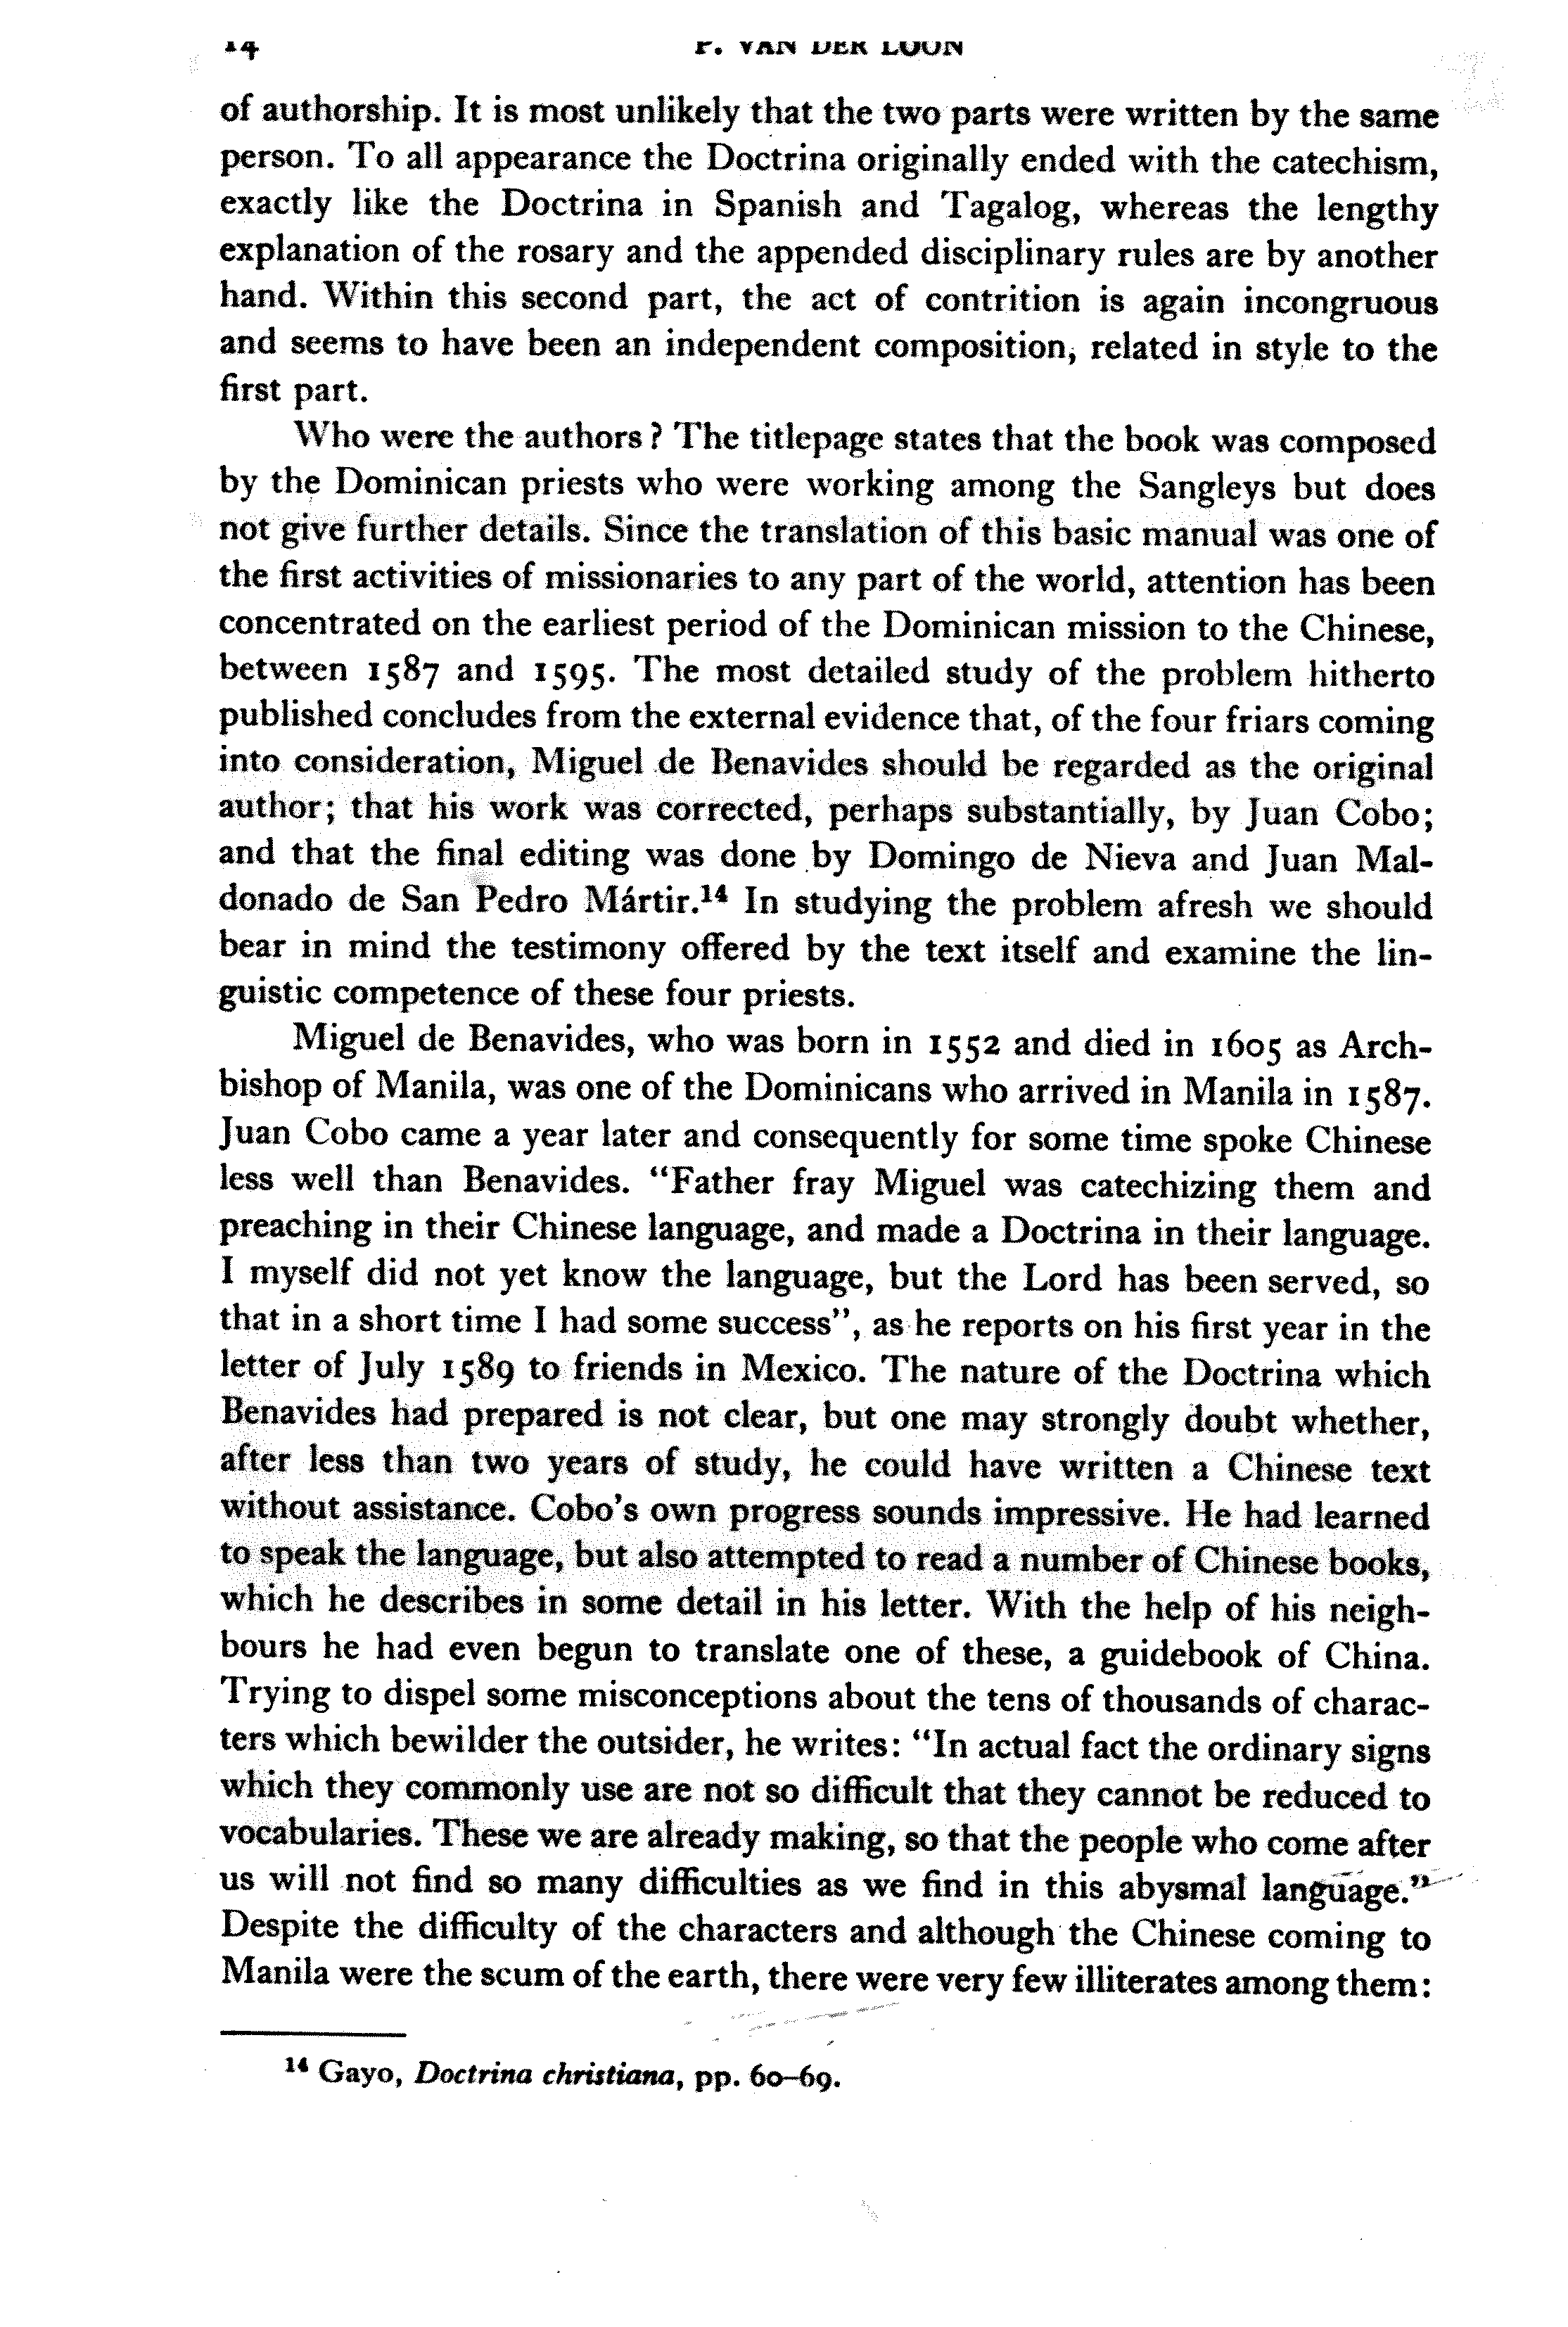 14 P. VAN DER LOON
of authorship. It is most unlikely that the two parts were written by the same
person. To all appearance the Doctrina originally ended with the catechism,
exactly like the Doctrina in Spanish and Tagalog, whereas the lengthy
explanation of the rosary and the appended disciplinary rules are by another
hand. Within this second part, the act of contrition is again incongruous
and seems to have been an independent composition, related in style to the
first part.
Who were the authors? The titlepage states that the book was composed
by the Dominican priests who were working among the Sangleys but does
not give further details. Since the translation of this basic manual was one of
the first activities of missionaries to any part of the world, attention has been
concentrated on the earliest period of the Dominican mission to the Chinese,
between 1587 and 1595. The most detailed study of the problem hitherto
published concludes from the external evidence that, of the four friars coming
into consideration, Miguel de Benavides should be regarded as the original
author; that his work was corrected, perhaps substantially, by Juan Cobo;
and that the final editing was done by Domingo de Nieva and Juan Mal-
donado de San Pedro Mártir.¹⁴ In studying the problem afresh we should
bear in mind the testimony offered by the text itself and examine the lin-
guistic competence of these four priests.
Miguel de Benavides, who was born in 1552 and died in 1605 as Arch-
bishop of Manila, was one of the Dominicans who arrived in Manila in 1587.
Juan Cobo came a year later and consequently for some time spoke Chinese
less well than Benavides. "Father fray Miguel was catechizing them and
preaching in their Chinese language, and made a Doctrina in their language.
I myself did not yet know the language, but the Lord has been served, so
that in a short time I had some success", as he reports on his first year in the
letter of July 1589 to friends in Mexico. The nature of the Doctrina which
Benavides had prepared is not clear, but one may strongly doubt whether,
after less than two years of study, he could have written a Chinese text
without assistance. Cobo's own progress sounds impressive. He had learned
to speak the language, but also attempted to read a number of Chinese books,
which he describes in some detail in his letter. With the help of his neigh-
bours he had even begun to translate one of these, a guidebook of China.
Trying to dispel some misconceptions about the tens of thousands of charac-
ters which bewilder the outsider, he writes: "In actual fact the ordinary signs
which they commonly use are not so difficult that they cannot be reduced to
vocabularies. These we are already making, so that the people who come after
us will not find so many difficulties as we find in this abysmal language."
Despite the difficulty of the characters and although the Chinese coming to
Manila were the scum of the earth, there were very few illiterates among them:
¹⁴ Gayo, Doctrina christiana, pp. 60–69.